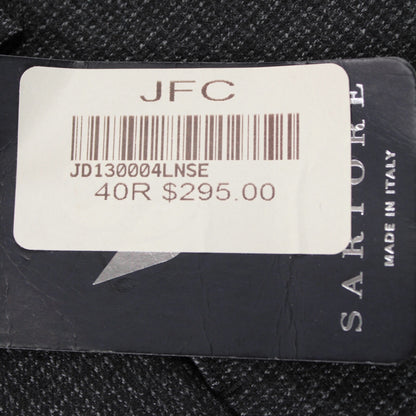 JFC
JD130004LNSE
40R $295.00
SARTORE
MADE IN ITALY